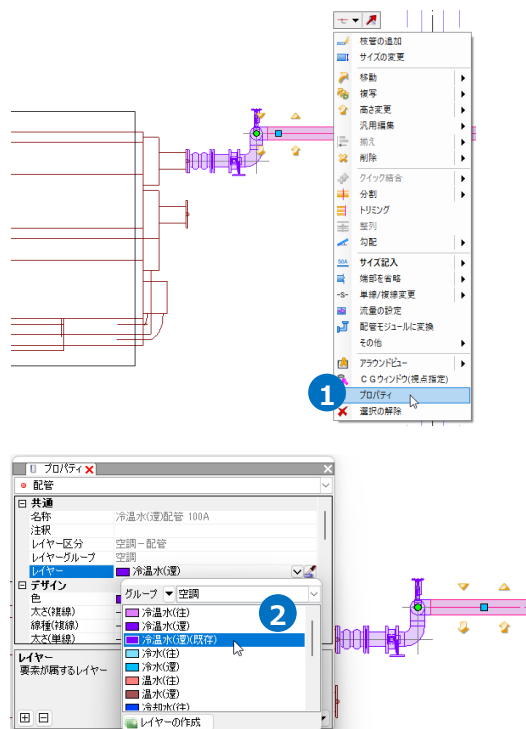 枝管の追加
サイズの変更
移動
複写
高さ変更
汎用編集
揃え
削除
クイック結合
分割
トリミング
整列
勾配
50A サイズ記入
端部を省略
-S- 単線/複線変更
流量の設定
配管モジュールに変換
その他
アラウンドビュー
CGウィンドウ(視点指定)
1
プロパティ
選択の解除
プロパティ
配管
共通
名称 冷温水(還)配管 100A
注釈
レイヤー区分 空調-配管
レイヤーグループ 空調
レイヤー 冷温水(還)
デザイン
色
太さ(複線)
線種(複線)
太さ(単線)
グループ 空調
2
冷温水(往)
冷温水(還)
冷温水(還)(既存)
冷水(往)
冷水(還)
温水(往)
温水(還)
冷却水(往)
レイヤーの作成
レイヤー
要素が属するレイヤー